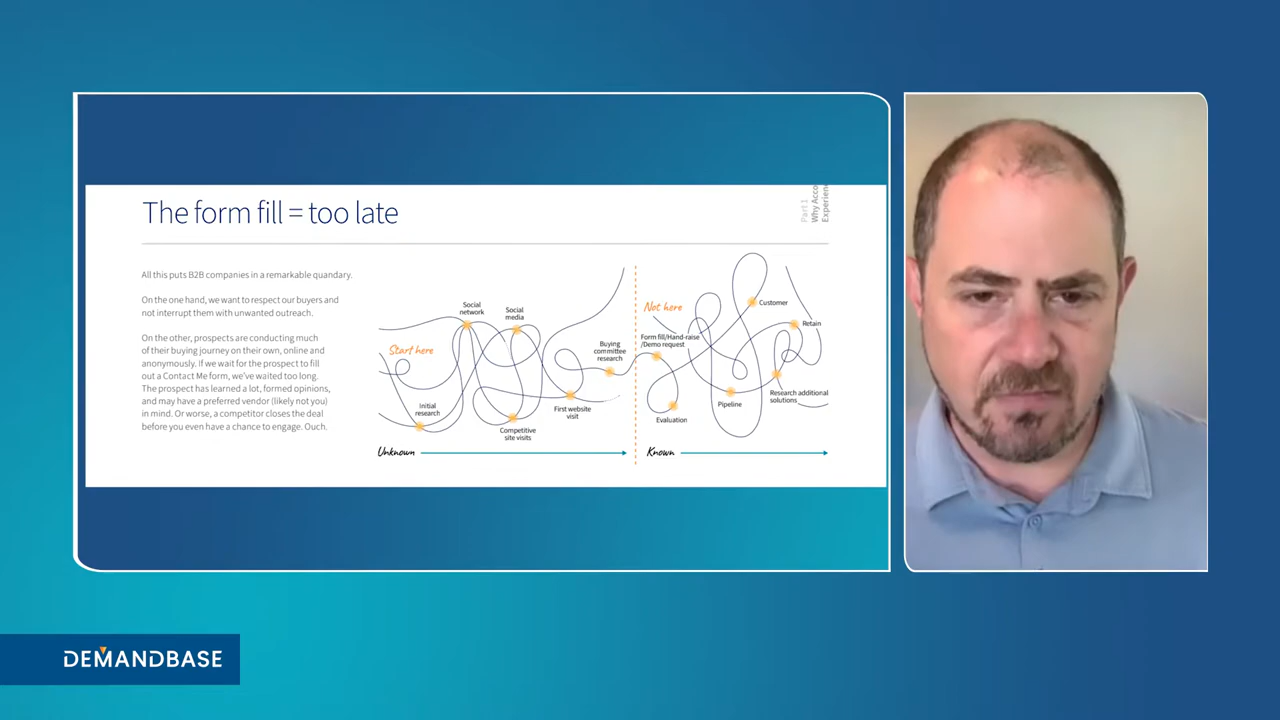 The form fill = too late
Part 1
Why Acco
Experien
All this puts B2B companies in a remarkable quandary.
On the one hand, we want to respect our buyers and
not interrupt them with unwanted outreach.
On the other, prospects are conducting much
of their buying journey on their own, online and
anonymously. If we wait for the prospect to fill
out a Contact Me form, we've waited too long.
The prospect has learned a lot, formed opinions,
and may have a preferred vendor (likely not you)
in mind. Or worse, a competitor closes the deal
before you even have a chance to engage. Ouch.
Start here
Initial
research
Social
network
Social
media
Competitive
site visits
First website
visit
Buying
committee
research
Not here
Form fill/Hand-raise
/Demo request
Evaluation
Pipeline
Customer
Retain
Research additional
solutions
Unknown
Known
DEMANDBASE